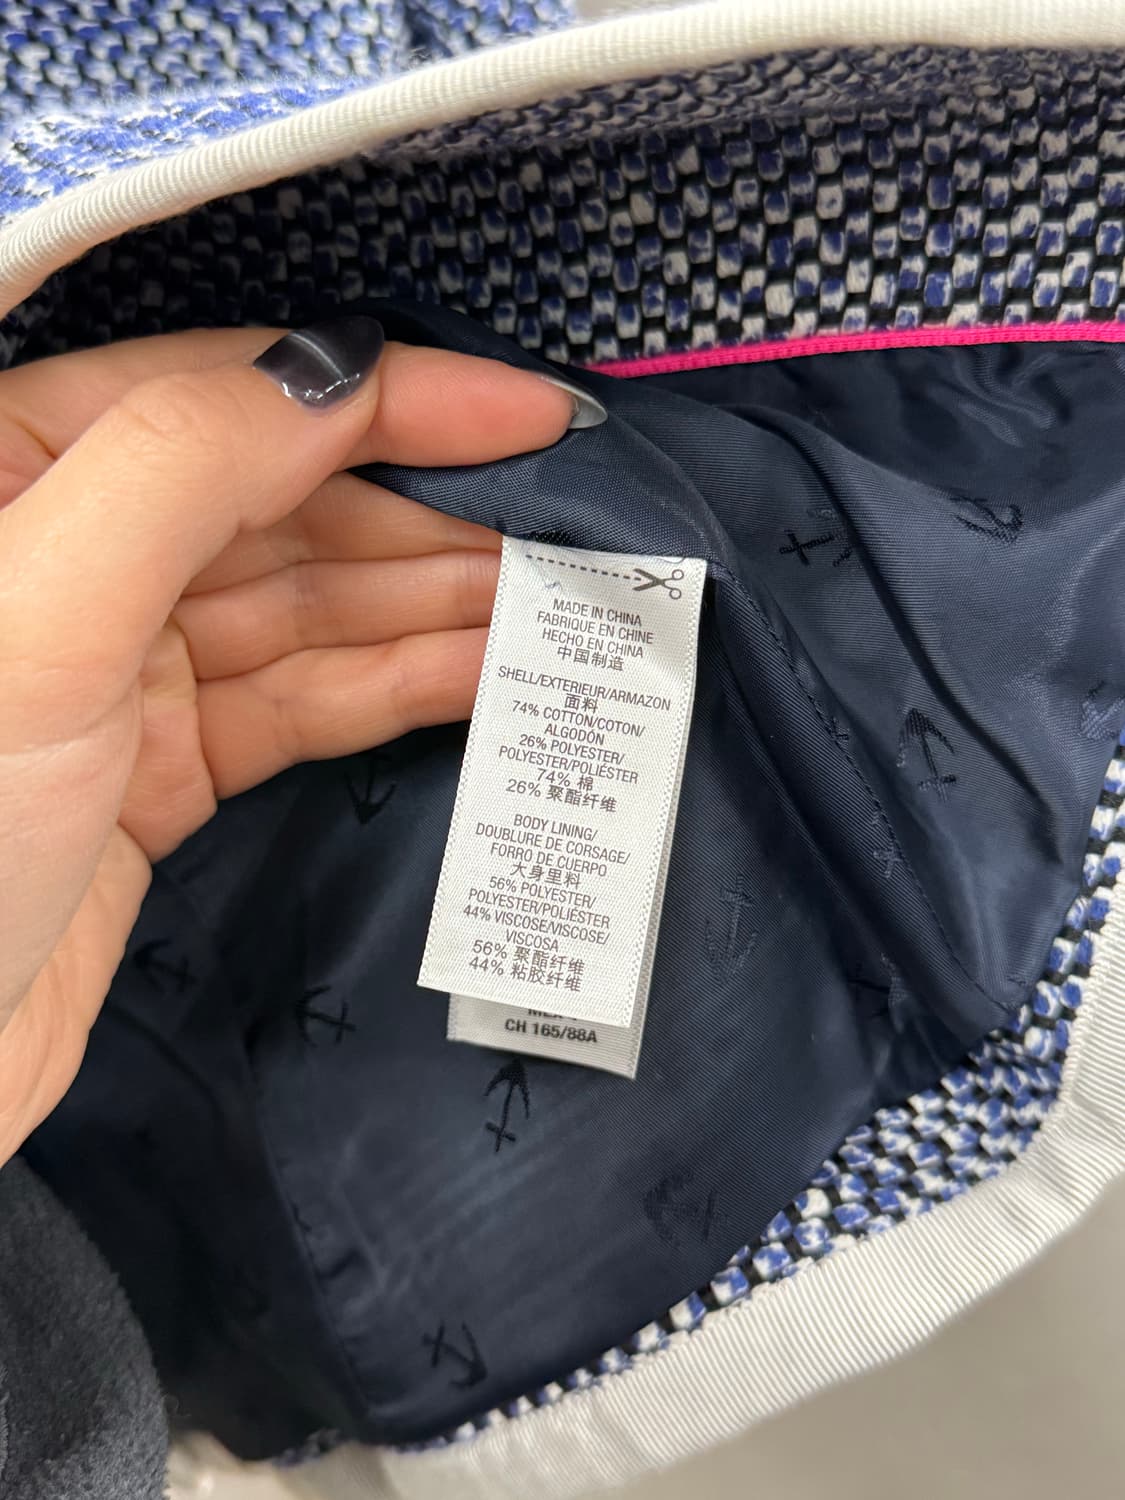 MADE IN CHINA
FABRIQUE EN CHINE
HECHO EN CHINA
中国制造
SHELL/EXTERIEUR/ARMAZON
面料
74% COTTON/COTON/
ALGODÓN
26% POLYESTER/
POLYESTER/POLIÉSTER
74% 棉
26% 聚酯纤维
BODY LINING/
DOUBLURE DE CORSAGE/
FORRO DE CUERPO
大身里料
56% POLYESTER/
POLYESTER/POLIÉSTER
44% VISCOSE/VISCOSE/
VISCOSA
56% 聚酯纤维
44% 粘胶纤维
CH 165/88A